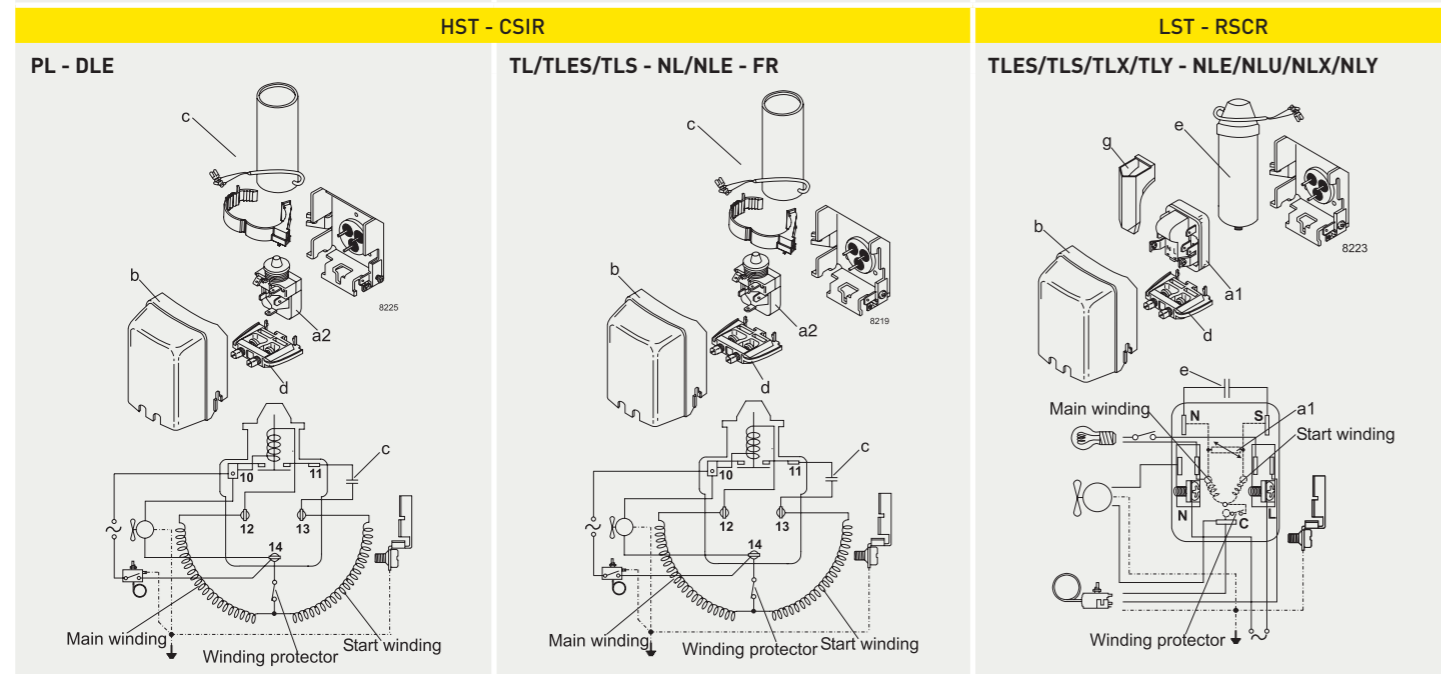 HST - CSIR
LST - RSCR
PL - DLE
c
b
8225
a2
d
c
10
11
12
13
14
Main winding
Winding protector
Start winding
TL/TLES/TLS - NL/NLE - FR
c
b
8219
a2
d
c
10
11
12
13
14
Main winding
Winding protector
Start winding
TLES/TLS/TLX/TLY - NLE/NLU/NLX/NLY
e
g
b
8223
a1
d
e
Main winding
N
S
a1
Start winding
N
C
L
Winding protector